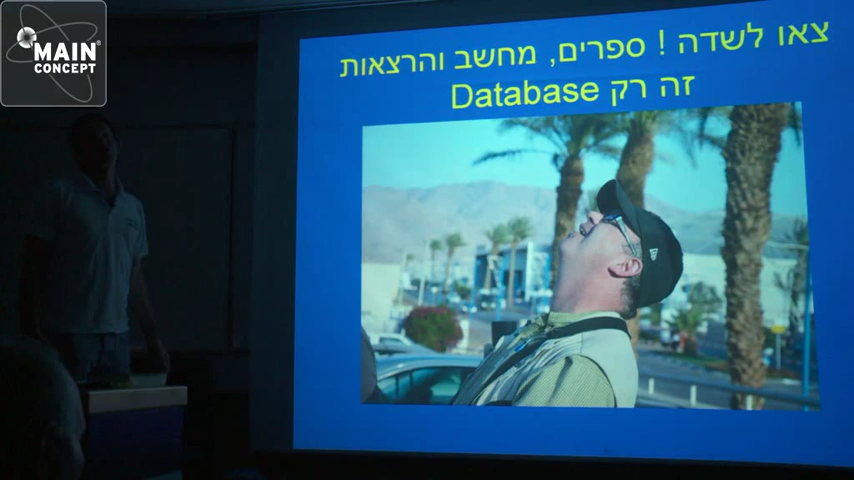 MAIN
CONCEPT
צאו לשדה ! ספרים, מחשב והרצאות
זה רק Database